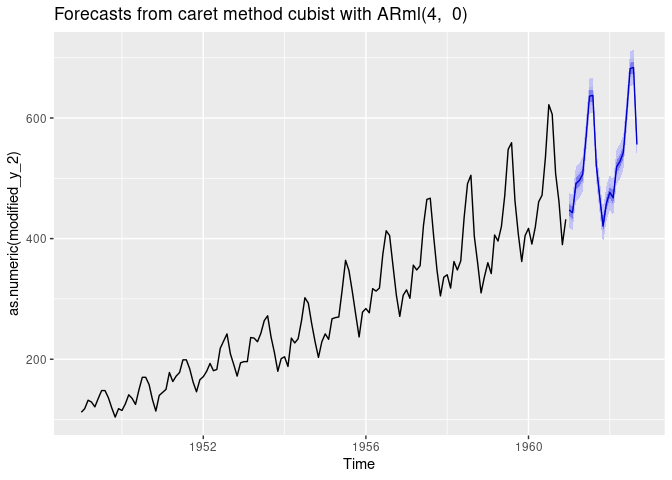 Forecasts from caret method cubist with ARml(4,  0)
as.numeric(modified_y_2)
600
400
200
1952
1956
1960
Time